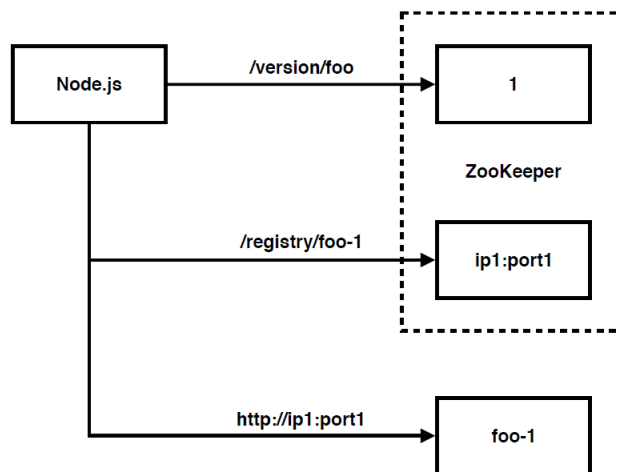 /version/foo
Node.js
1
ZooKeeper
/registry/foo-1
ip1:port1
http://ip1:port1
foo-1